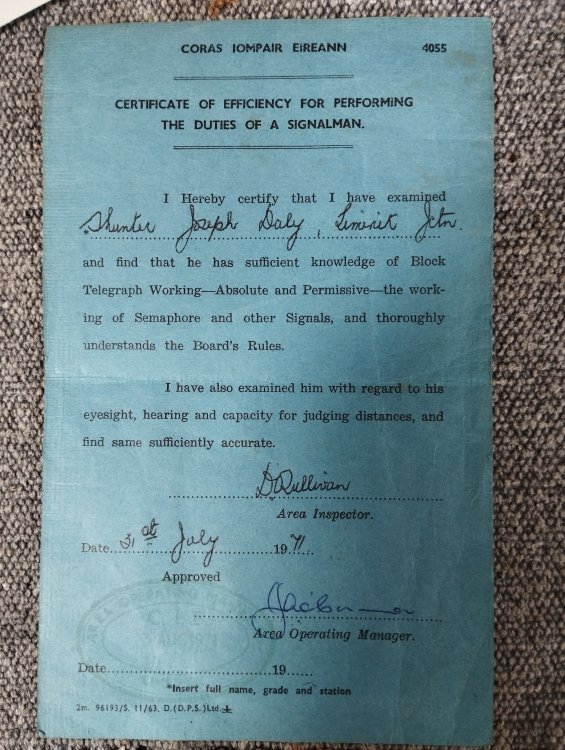 CORAS IOMPAIR EiREANN 4055
CERTIFICATE OF EFFICIENCY FOR PERFORMING
THE DUTIES OF A SIGNALMAN.
I Hereby certify that I have examined
*Shunter Joseph Daly, Limerick Jctn.
and find that he has sufficient knowledge of Block
Telegraph Working—Absolute and Permissive—the work-
ing of Semaphore and other Signals, and thoroughly
understands the Board's Rules.
I have also examined him with regard to his
eyesight, hearing and capacity for judging distances, and
find same sufficiently accurate.
D. O'Sullivan
Area Inspector.
Date 21st July 1971
Approved
Area Operating Manager.
Date 19
*Insert full name, grade and station
2m. 96193/S. 11/63. D.(D.P.S.)Ltd.